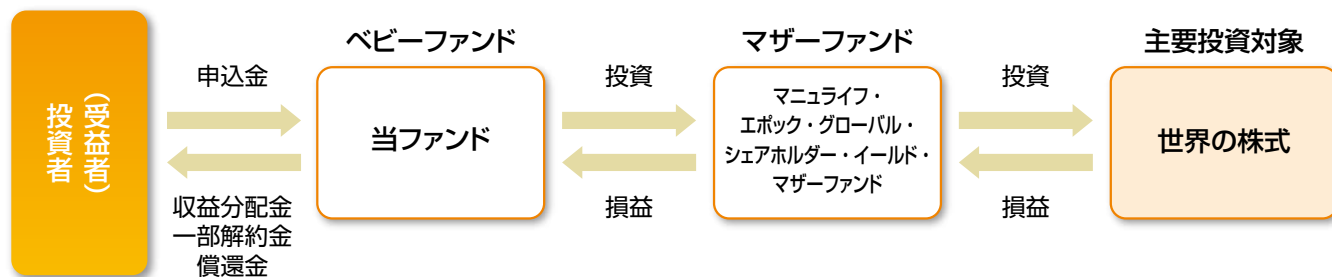 投資者
（受益者）
申込金
収益分配金
一部解約金
償還金
ベビーファンド
当ファンド
投資
損益
マザーファンド
マニュライフ・
エポック・グローバル・
シェアホルダー・イールド・
マザーファンド
投資
損益
主要投資対象
世界の株式